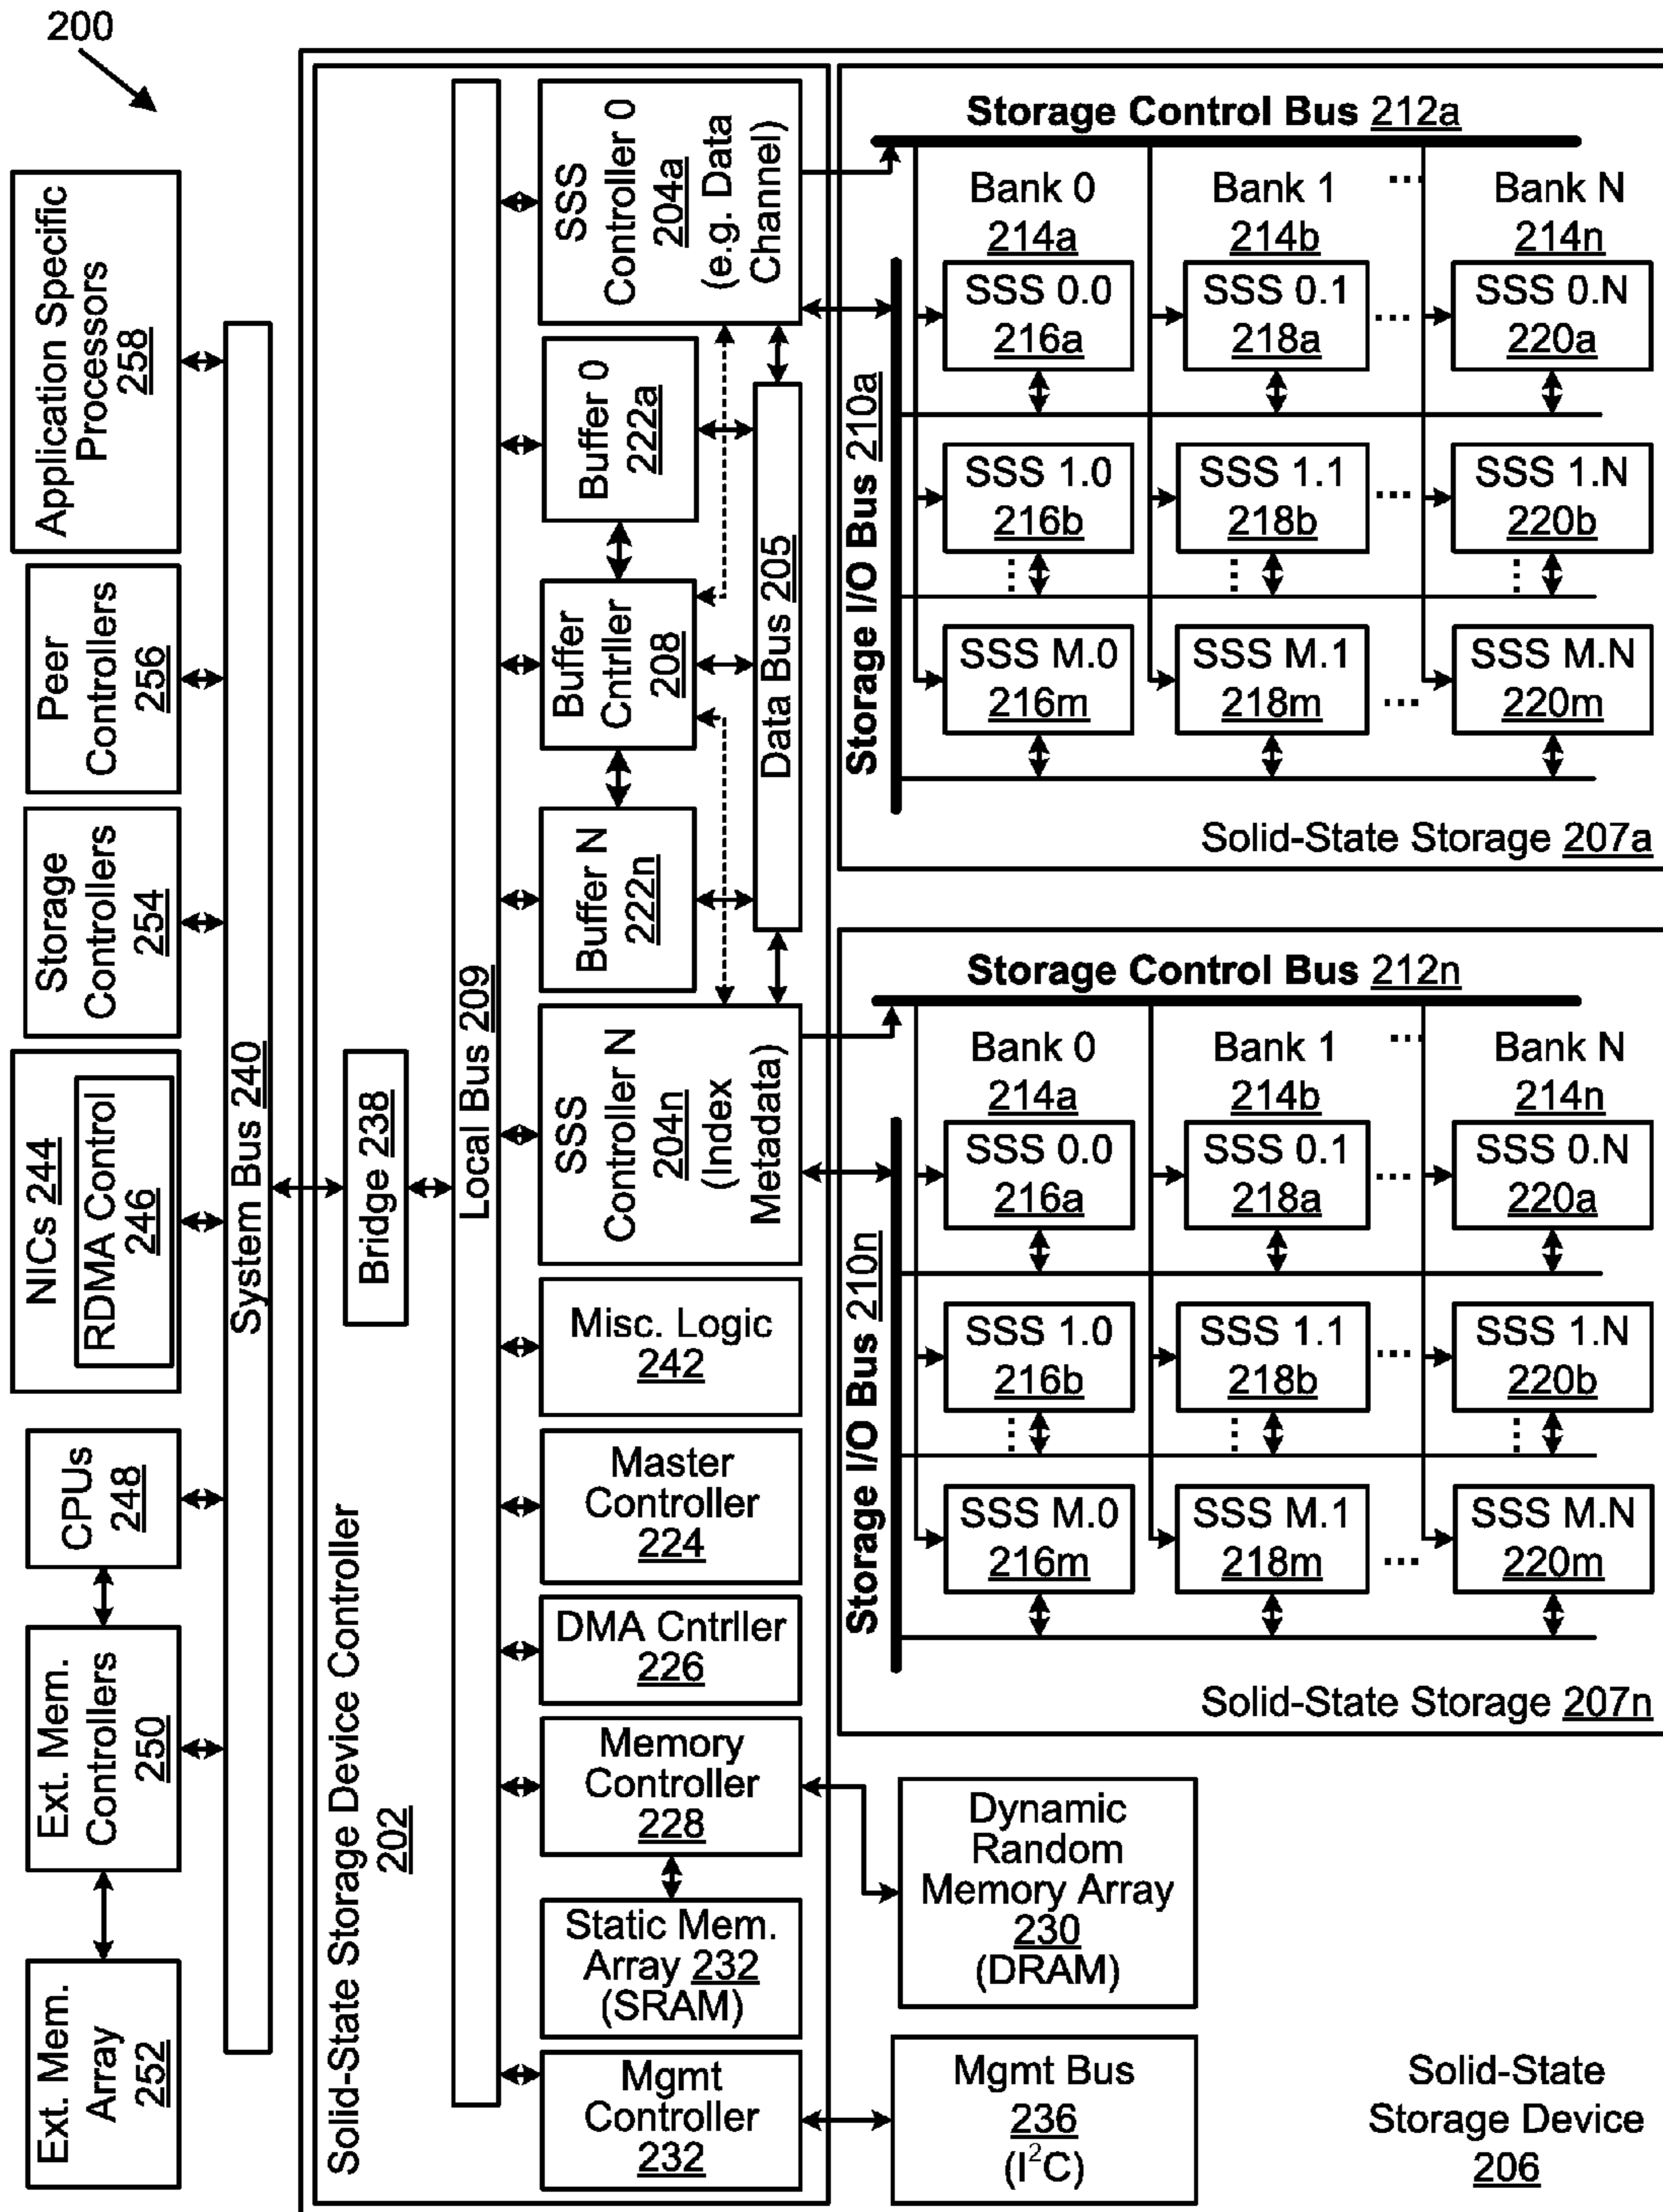 200
Application Specific
Processors
258
Peer
Controllers
256
Storage
Controllers
254
NICs 244
RDMA Control
246
CPUs
248
Ext. Mem.
Controllers
250
Ext. Mem.
Array
252
System Bus 240
Solid-State Storage Device Controller
202
Bridge 238
Local Bus 209
SSS
Controller 0
204a
(e.g. Data
Channel)
Buffer 0
222a
Buffer
Cntrller
208
Buffer N
222n
Data Bus 205
SSS
Controller N
204n
(Index
Metadata)
Misc. Logic
242
Master
Controller
224
DMA Cntrller
226
Memory
Controller
228
Static Mem.
Array 232
(SRAM)
Mgmt
Controller
232
Storage Control Bus 212a
Bank 0
214a
Bank 1
214b
...
Bank N
214n
Storage I/O Bus 210a
SSS 0.0
216a
SSS 0.1
218a
...
SSS 0.N
220a
SSS 1.0
216b
SSS 1.1
218b
...
SSS 1.N
220b
SSS M.0
216m
SSS M.1
218m
...
SSS M.N
220m
Solid-State Storage 207a
Storage Control Bus 212n
Bank 0
214a
Bank 1
214b
...
Bank N
214n
Storage I/O Bus 210n
SSS 0.0
216a
SSS 0.1
218a
...
SSS 0.N
220a
SSS 1.0
216b
SSS 1.1
218b
...
SSS 1.N
220b
SSS M.0
216m
SSS M.1
218m
...
SSS M.N
220m
Solid-State Storage 207n
Dynamic
Random
Memory Array
230
(DRAM)
Mgmt Bus
236
(I²C)
Solid-State
Storage Device
206